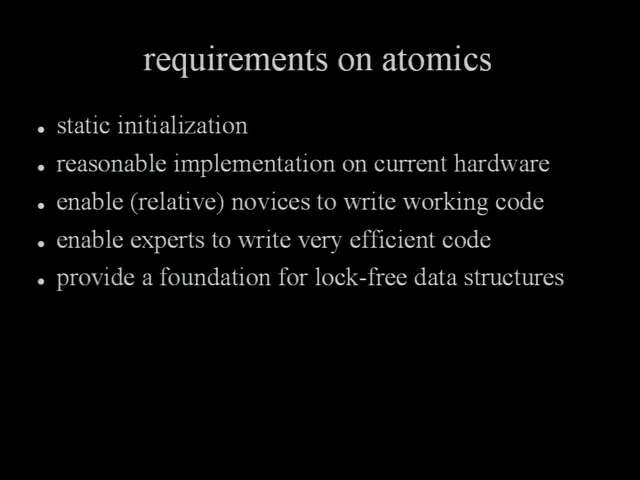 requirements on atomics
● static initialization
● reasonable implementation on current hardware
● enable (relative) novices to write working code
● enable experts to write very efficient code
● provide a foundation for lock-free data structures